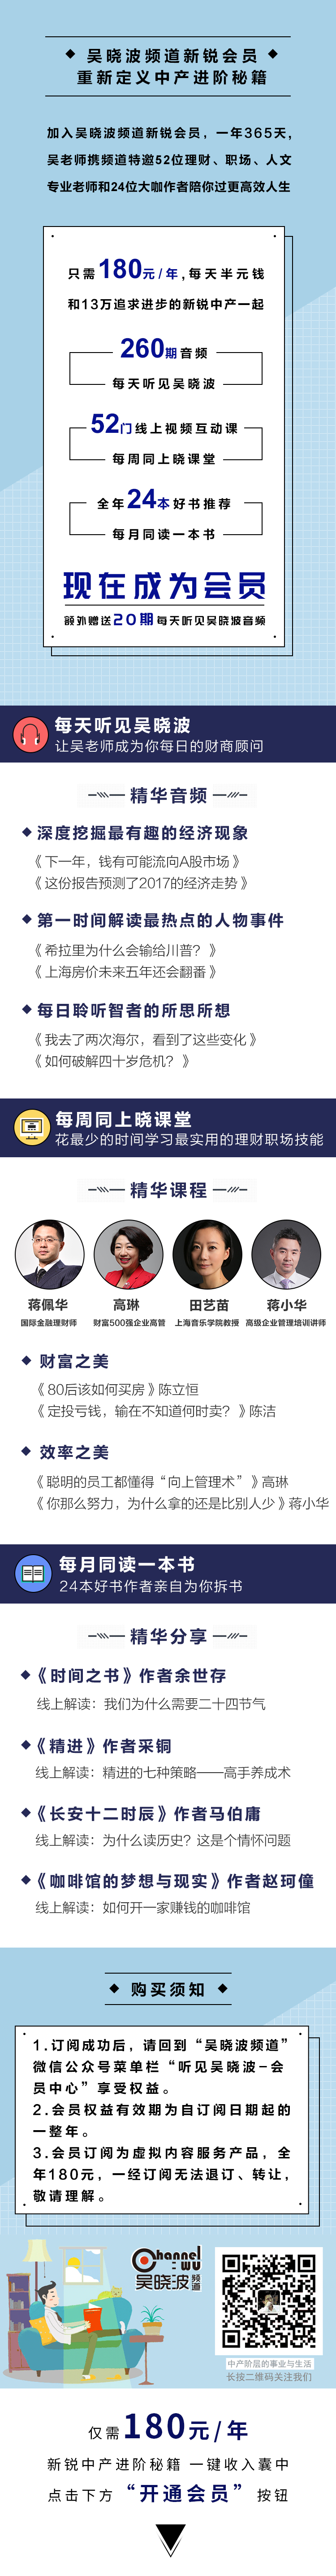 吴晓波频道新锐会员
重新定义中产进阶秘籍
加入吴晓波频道新锐会员，一年365天，
吴老师携频道特邀52位理财、职场、人文
专业老师和24位大咖作者陪你过更高效人生
只需180元/年,每天半元钱
和13万追求进步的新锐中产一起
260期音频
每天听见吴晓波
52门线上视频互动课
每周同上晓课堂
全年24本好书推荐
每月同读一本书
现在成为会员
额外赠送20期每天听见吴晓波音频
每天听见吴晓波
让吴老师成为你每日的财商顾问
精华音频
深度挖掘最有趣的经济现象
《下一年，钱有可能流向A股市场》
《这份报告预测了2017的经济走势》
第一时间解读最热点的人物事件
《希拉里为什么会输给川普？》
《上海房价未来五年还会翻番》
每日聆听智者的所思所想
《我去了两次海尔，看到了这些变化》
《如何破解四十岁危机？》
每周同上晓课堂
花最少的时间学习最实用的理财职场技能
精华课程
蒋佩华 高琳 田艺苗 蒋小华
国际金融理财师 财富500强企业高管 上海音乐学院教授 高级企业管理培训讲师
财富之美
《80后该如何买房》陈立恒
《定投亏钱，输在不知道何时卖？》陈洁
效率之美
《聪明的员工都懂得“向上管理术”》高琳
《你那么努力，为什么拿的还是比别人少》蒋小华
每月同读一本书
24本好书作者亲自为你拆书
精华分享
《时间之书》作者余世存
线上解读：我们为什么需要二十四节气
《精进》作者采铜
线上解读：精进的七种策略——高手养成术
《长安十二时辰》作者马伯庸
线上解读：为什么读历史？这是个情怀问题
《咖啡馆的梦想与现实》作者赵珂僮
线上解读：如何开一家赚钱的咖啡馆
购买须知
1.订阅成功后，请回到“吴晓波频道”
微信公众号菜单栏“听见吴晓波-会
员中心”享受权益。
2.会员权益有效期为自订阅日期起的
一整年。
3.会员订阅为虚拟内容服务产品，全
年180元，一经订阅无法退订、转让，
敬请理解。
Channel
WU
吴晓波频道
中产阶层的事业与生活
长按二维码关注我们
仅需180元/年
新锐中产进阶秘籍 一键收入囊中
点击下方“开通会员”按钮